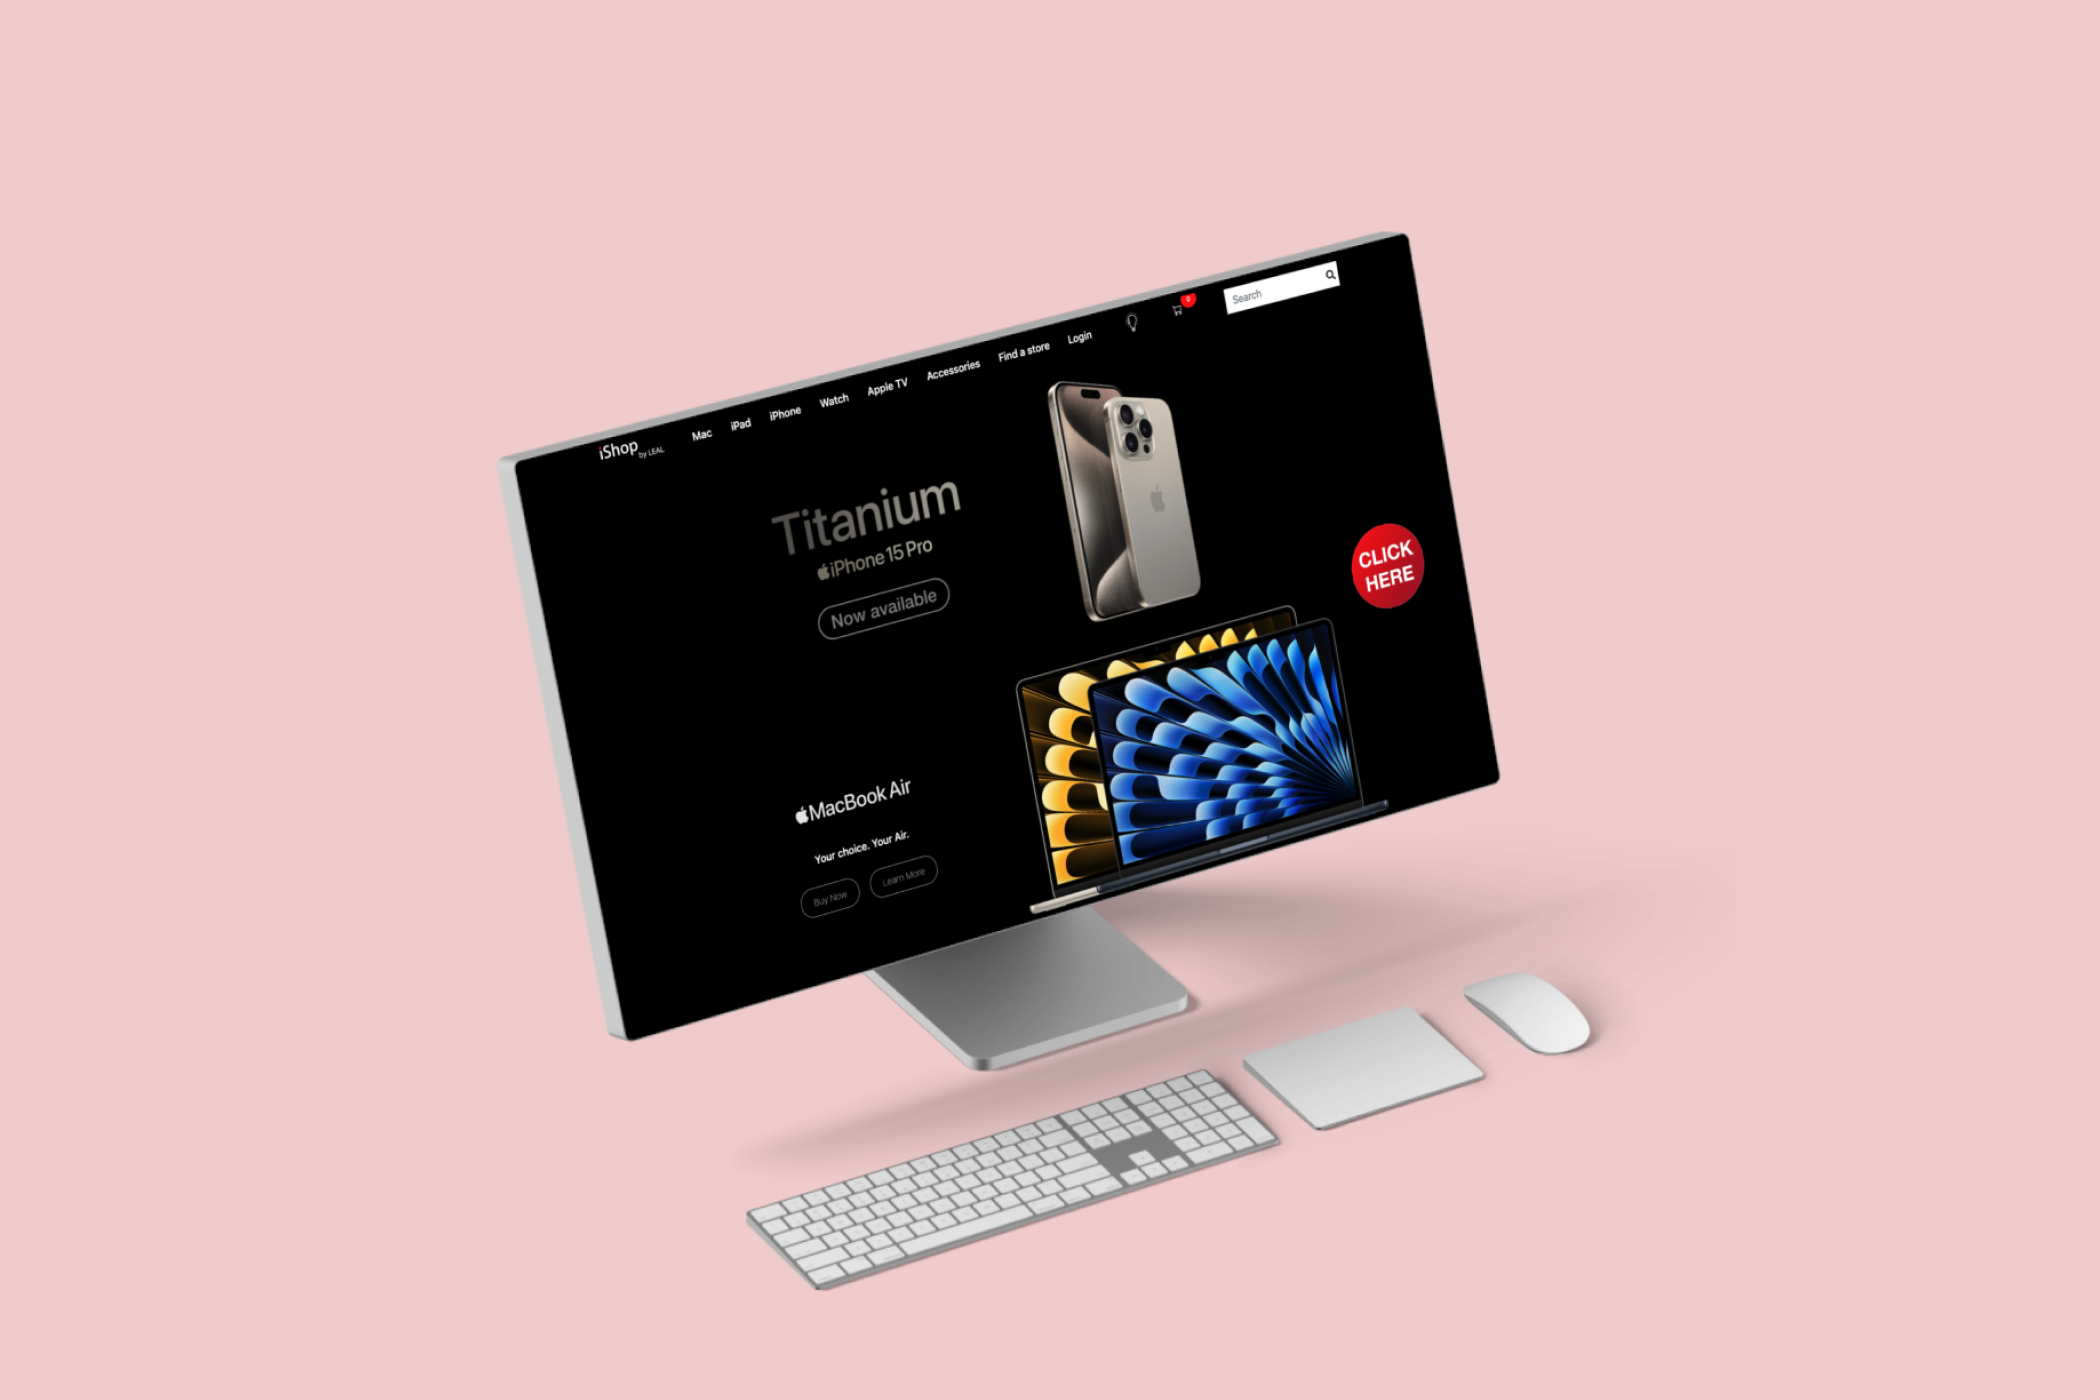 iShop by LEAL
Mac iPad iPhone Watch Apple TV Accessories Find a store Login
0
Search
Titanium
iPhone 15 Pro
Now available
CLICK
HERE
MacBook Air
Your choice. Your Air.
Buy Now Learn More